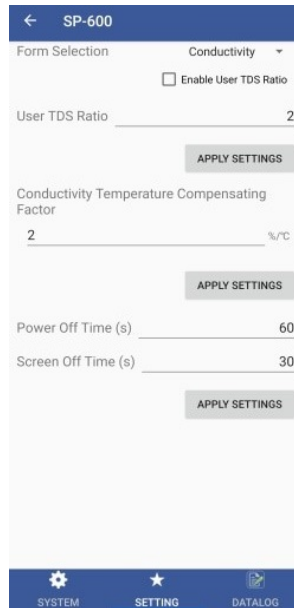 SP-600
Form Selection Conductivity
Enable User TDS Ratio
User TDS Ratio 2
APPLY SETTINGS
Conductivity Temperature Compensating
Factor
2 %/°C
APPLY SETTINGS
Power Off Time (s) 60
Screen Off Time (s) 30
APPLY SETTINGS
SYSTEM SETTING DATALOG